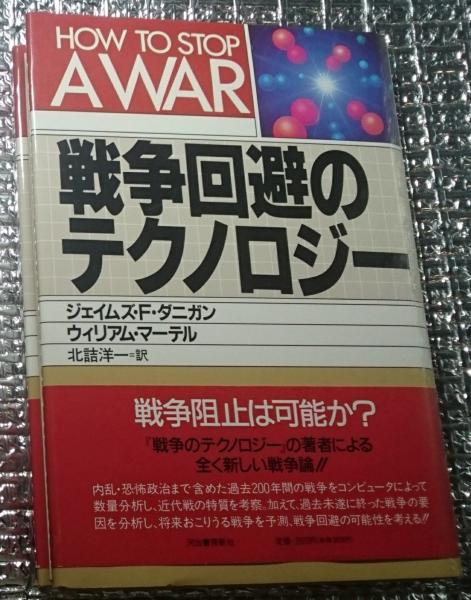 HOW TO STOP
A WAR
戦争回避の
テクノロジー
ジェイムズ・F・ダニガン
ウィリアム・マーテル
北詰洋一=訳
戦争阻止は可能か?
『戦争のテクノロジー』の著者による
全く新しい戦争論!!
内乱・恐怖政治まで含めた過去200年間の戦争をコンピュータによって
数量分析し、近代戦の特質を考察。加えて、過去未遂に終った戦争の要
因を分析し、将来おこりうる戦争を予測、戦争回避の可能性を考える!!
河出書房新社